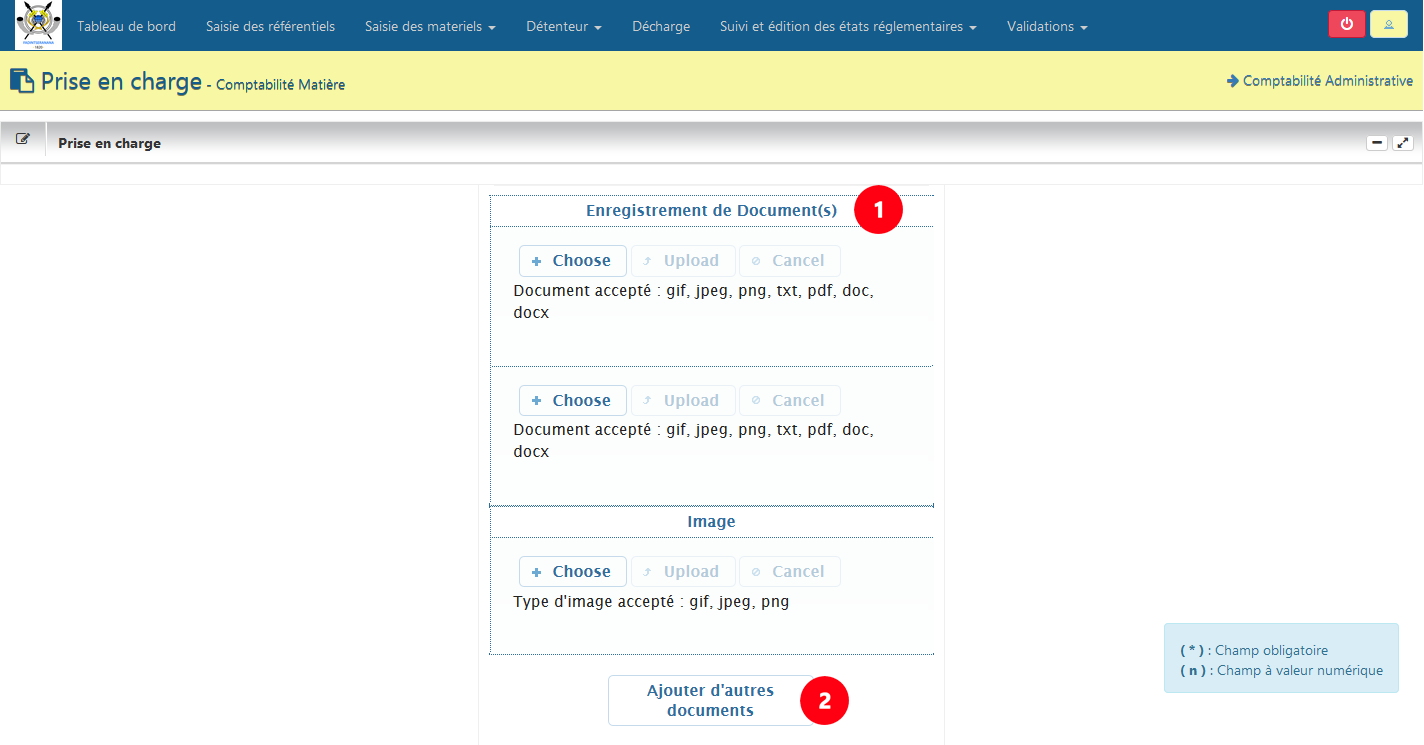 Tableau de bord
Saisie des référentiels
Saisie des materiels
Détenteur
Décharge
Suivi et édition des états réglementaires
Validations
Prise en charge - Comptabilité Matière
Comptabilité Administrative
Prise en charge
Enregistrement de Document(s)
1
Choose Upload Cancel
Document accepté : gif, jpeg, png, txt, pdf, doc,
docx
Choose Upload Cancel
Document accepté : gif, jpeg, png, txt, pdf, doc,
docx
Image
Choose Upload Cancel
Type d'image accepté : gif, jpeg, png
( * ) : Champ obligatoire
( n ) : Champ à valeur numérique
Ajouter d'autres
documents
2